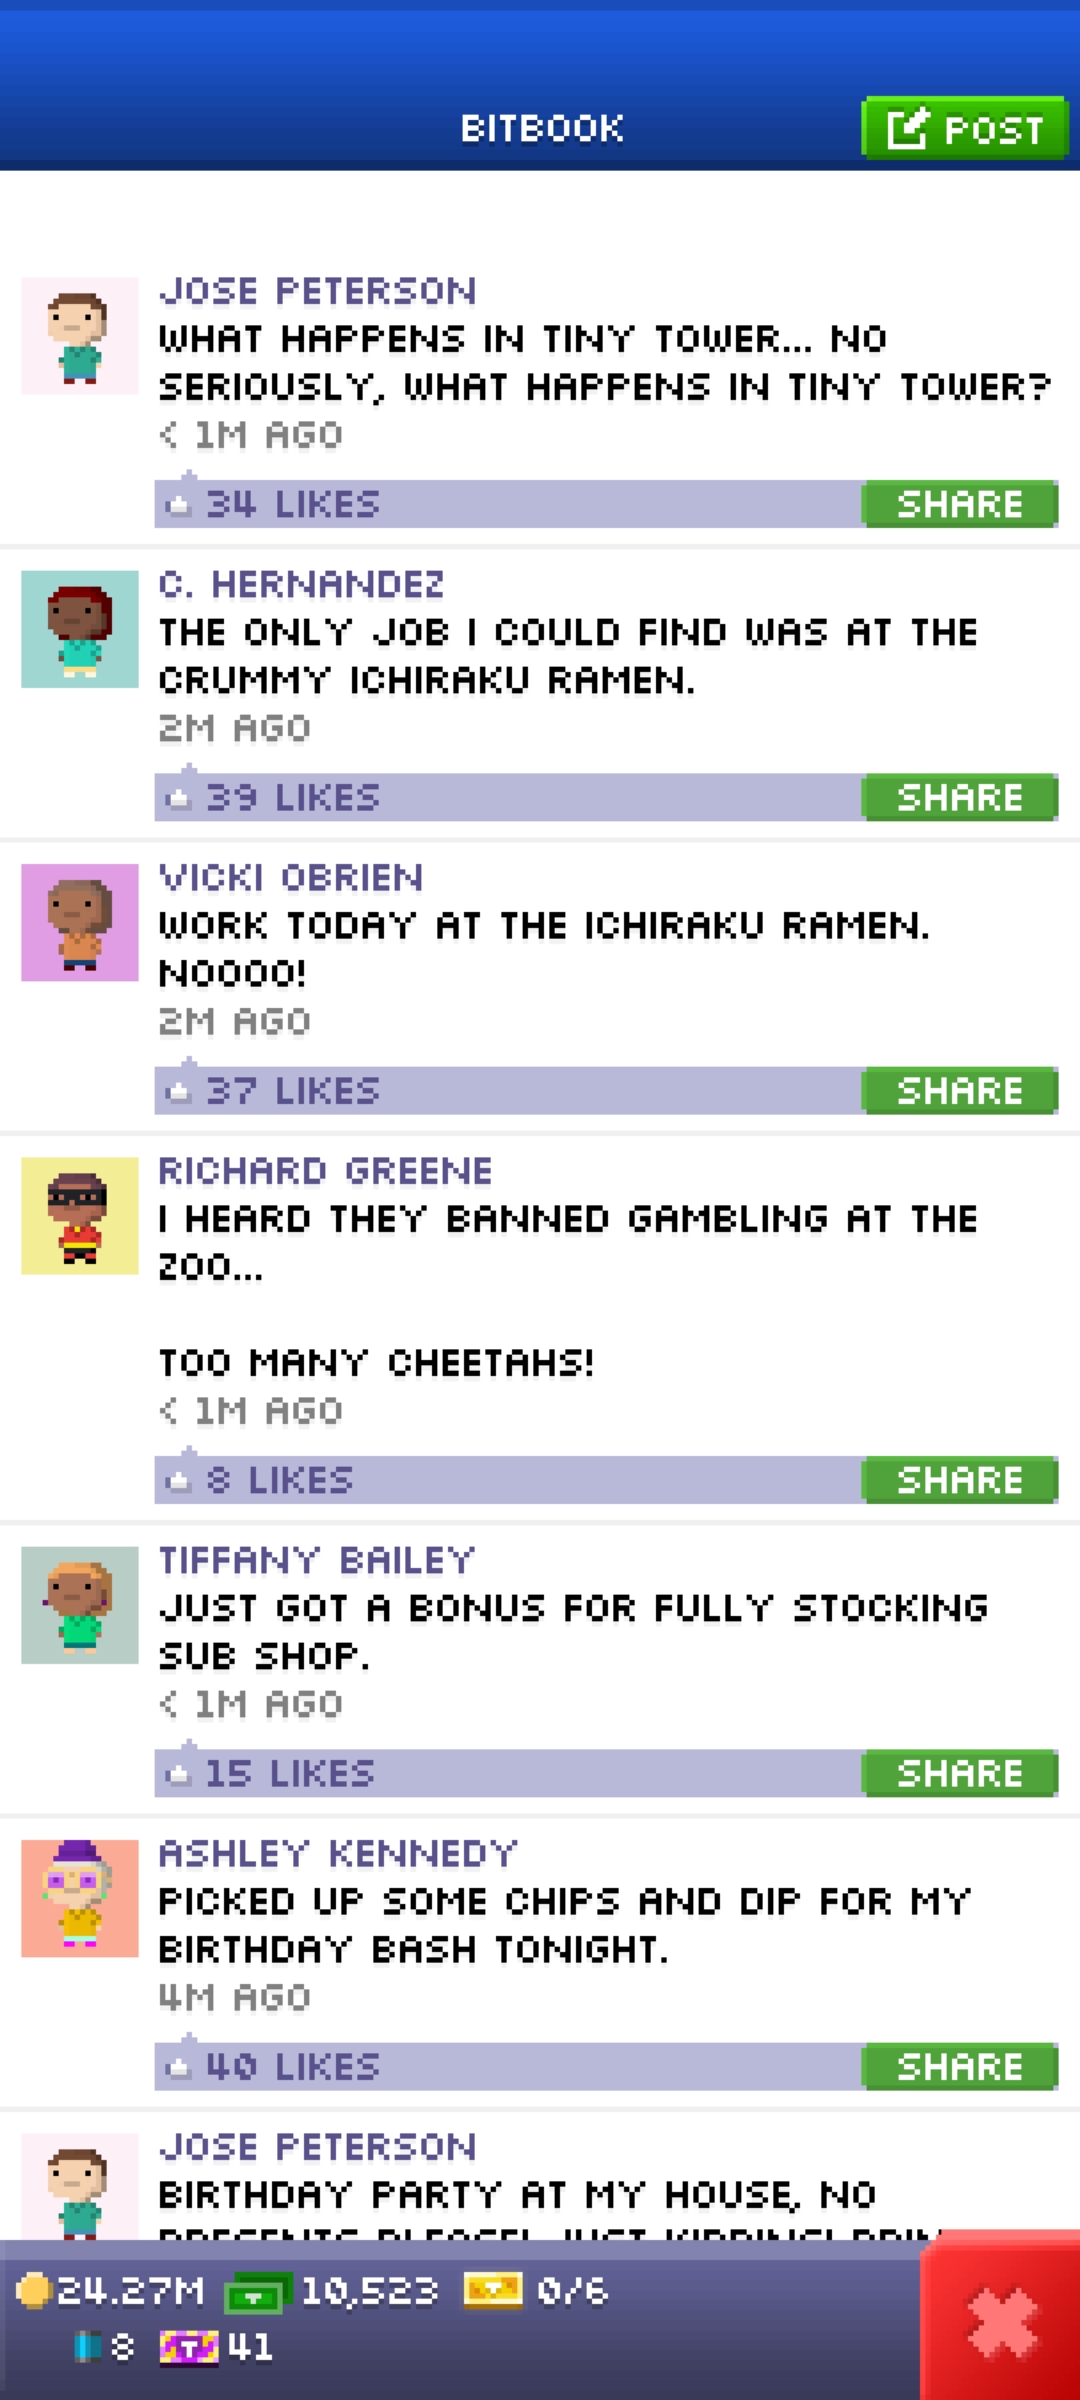 BITBOOK
POST
JOSE PETERSON
WHAT HAPPENS IN TINY TOWER... NO
SERIOUSLY, WHAT HAPPENS IN TINY TOWER?
< 1M AGO
34 LIKES
SHARE
C. HERNANDEZ
THE ONLY JOB I COULD FIND WAS AT THE
CRUMMY ICHIRAKU RAMEN.
2M AGO
39 LIKES
SHARE
VICKI OBRIEN
WORK TODAY AT THE ICHIRAKU RAMEN.
NOOOO!
2M AGO
37 LIKES
SHARE
RICHARD GREENE
I HEARD THEY BANNED GAMBLING AT THE
ZOO...
TOO MANY CHEETAHS!
< 1M AGO
8 LIKES
SHARE
TIFFANY BAILEY
JUST GOT A BONUS FOR FULLY STOCKING
SUB SHOP.
< 1M AGO
15 LIKES
SHARE
ASHLEY KENNEDY
PICKED UP SOME CHIPS AND DIP FOR MY
BIRTHDAY BASH TONIGHT.
4M AGO
40 LIKES
SHARE
JOSE PETERSON
BIRTHDAY PARTY AT MY HOUSE, NO
PRESENTS PLEASE! JUST KIDDING!
24.27M
10,523
0/6
8
T
41